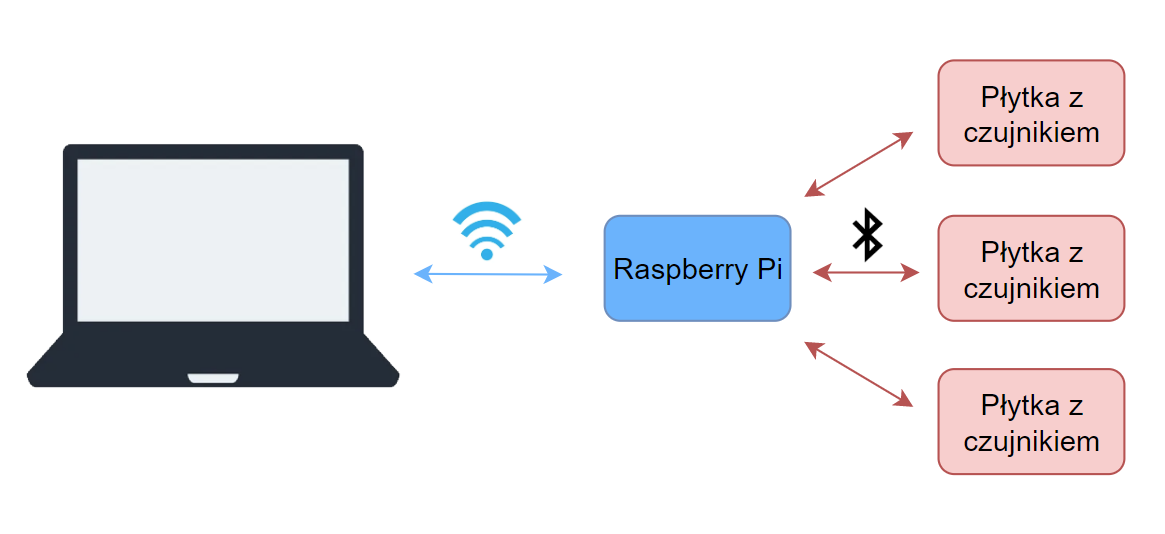 Płytka z
czujnikiem
Raspberry Pi
Płytka z
czujnikiem
Płytka z
czujnikiem